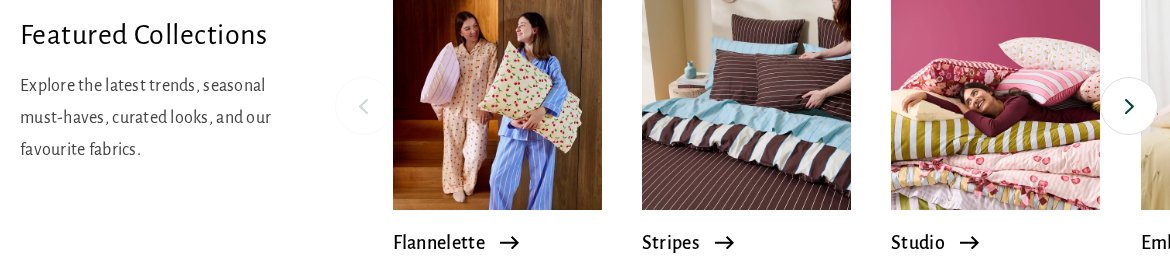 Featured Collections
Explore the latest trends, seasonal
must-haves, curated looks, and our
favourite fabrics.
Flannelette
Stripes
Studio